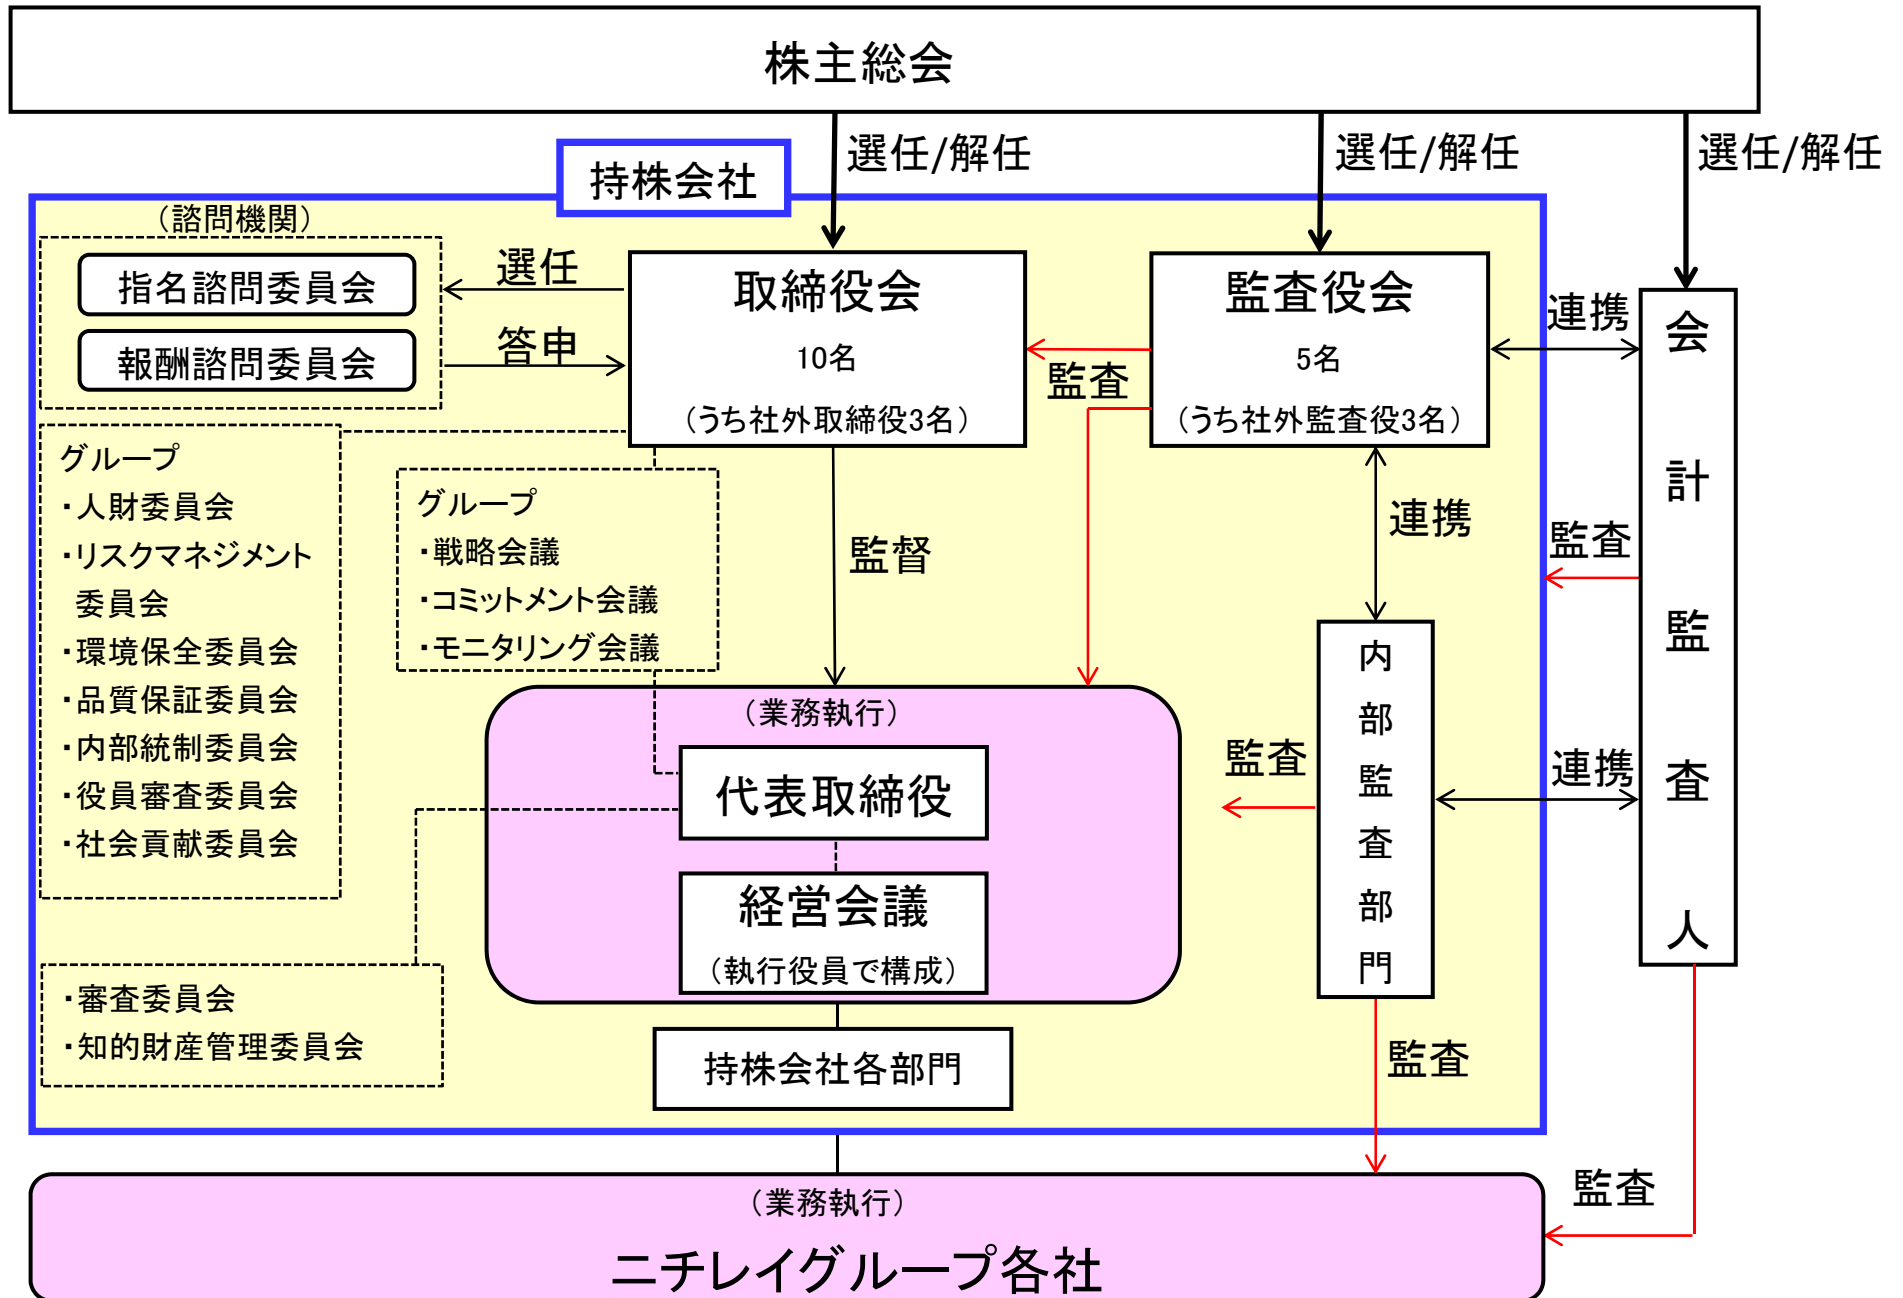 株主総会
選任/解任
選任/解任
選任/解任
持株会社
（諮問機関）
指名諮問委員会
報酬諮問委員会
選任
答申
取締役会
10名
（うち社外取締役3名）
監査
監査役会
5名
（うち社外監査役3名）
連携
会計監査人
グループ
・人財委員会
・リスクマネジメント
委員会
・環境保全委員会
・品質保証委員会
・内部統制委員会
・役員審査委員会
・社会貢献委員会
グループ
・戦略会議
・コミットメント会議
・モニタリング会議
監督
連携
監査
内部監査部門
（業務執行）
代表取締役
経営会議
（執行役員で構成）
監査
連携
・審査委員会
・知的財産管理委員会
持株会社各部門
監査
監査
（業務執行）
ニチレイグループ各社